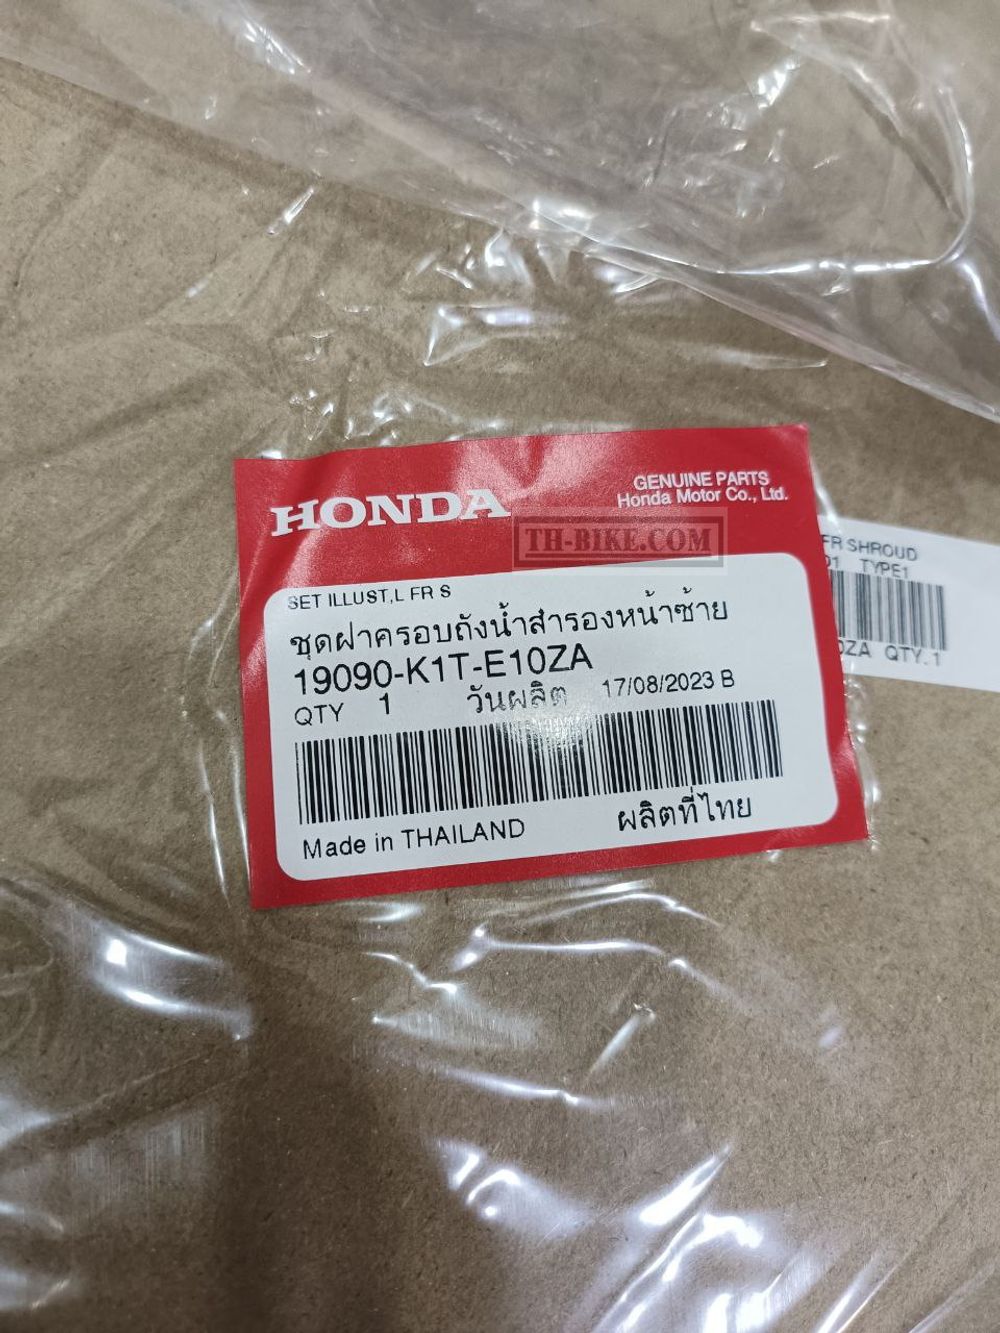 HONDA
GENUINE PARTS
Honda Motor Co., Ltd.
TH-BIKE.COM
SET ILLUST,L FR S
ชุดฝาครอบถังน้ำสำรองหน้าซ้าย
19090-K1T-E10ZA
QTY 1 วันผลิต 17/08/2023 B
Made in THAILAND ผลิตที่ไทย
FR SHROUD
TYPE1
QTY.1